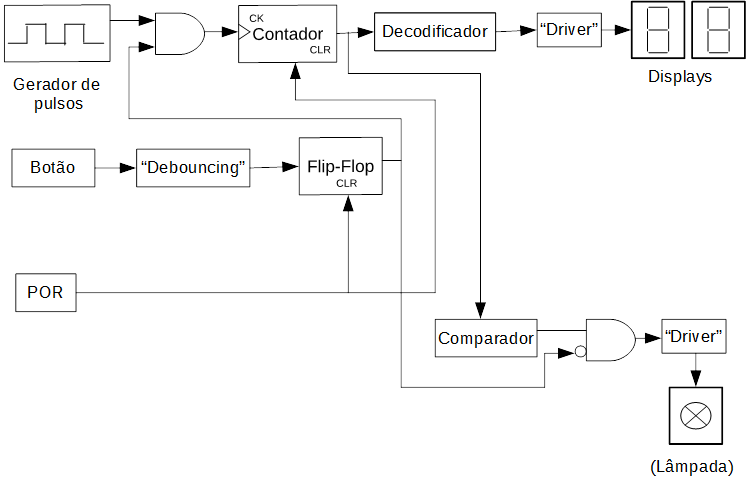 CK
Contador
CLR
Decodificador
“Driver”
Displays
Gerador de
pulsos
Botão
“Debouncing”
Flip-Flop
CLR
POR
Comparador
“Driver”
(Lâmpada)